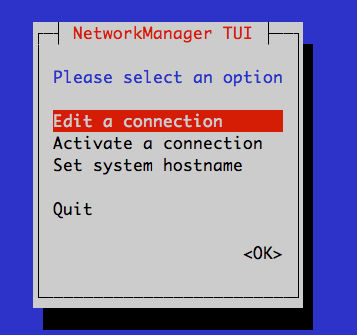 NetworkManager TUI
Please select an option
Edit a connection
Activate a connection
Set system hostname
Quit
<OK>